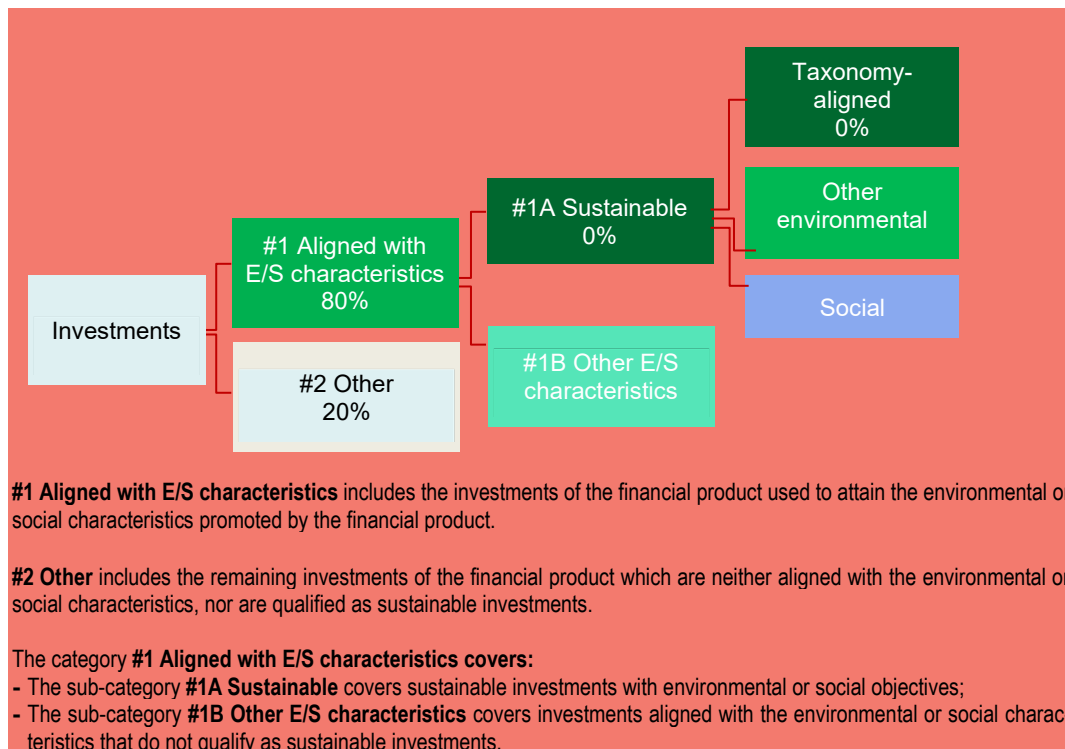 Taxonomy-
aligned
0%
Other
environmental
#1A Sustainable
0%
#1 Aligned with
E/S characteristics
80%
Social
Investments
#1B Other E/S
characteristics
#2 Other
20%
#1 Aligned with E/S characteristics includes the investments of the financial product used to attain the environmental or
social characteristics promoted by the financial product.
#2 Other includes the remaining investments of the financial product which are neither aligned with the environmental or
social characteristics, nor are qualified as sustainable investments.
The category #1 Aligned with E/S characteristics covers:
- The sub-category #1A Sustainable covers sustainable investments with environmental or social objectives;
- The sub-category #1B Other E/S characteristics covers investments aligned with the environmental or social charac
teristics that do not qualify as sustainable investments.